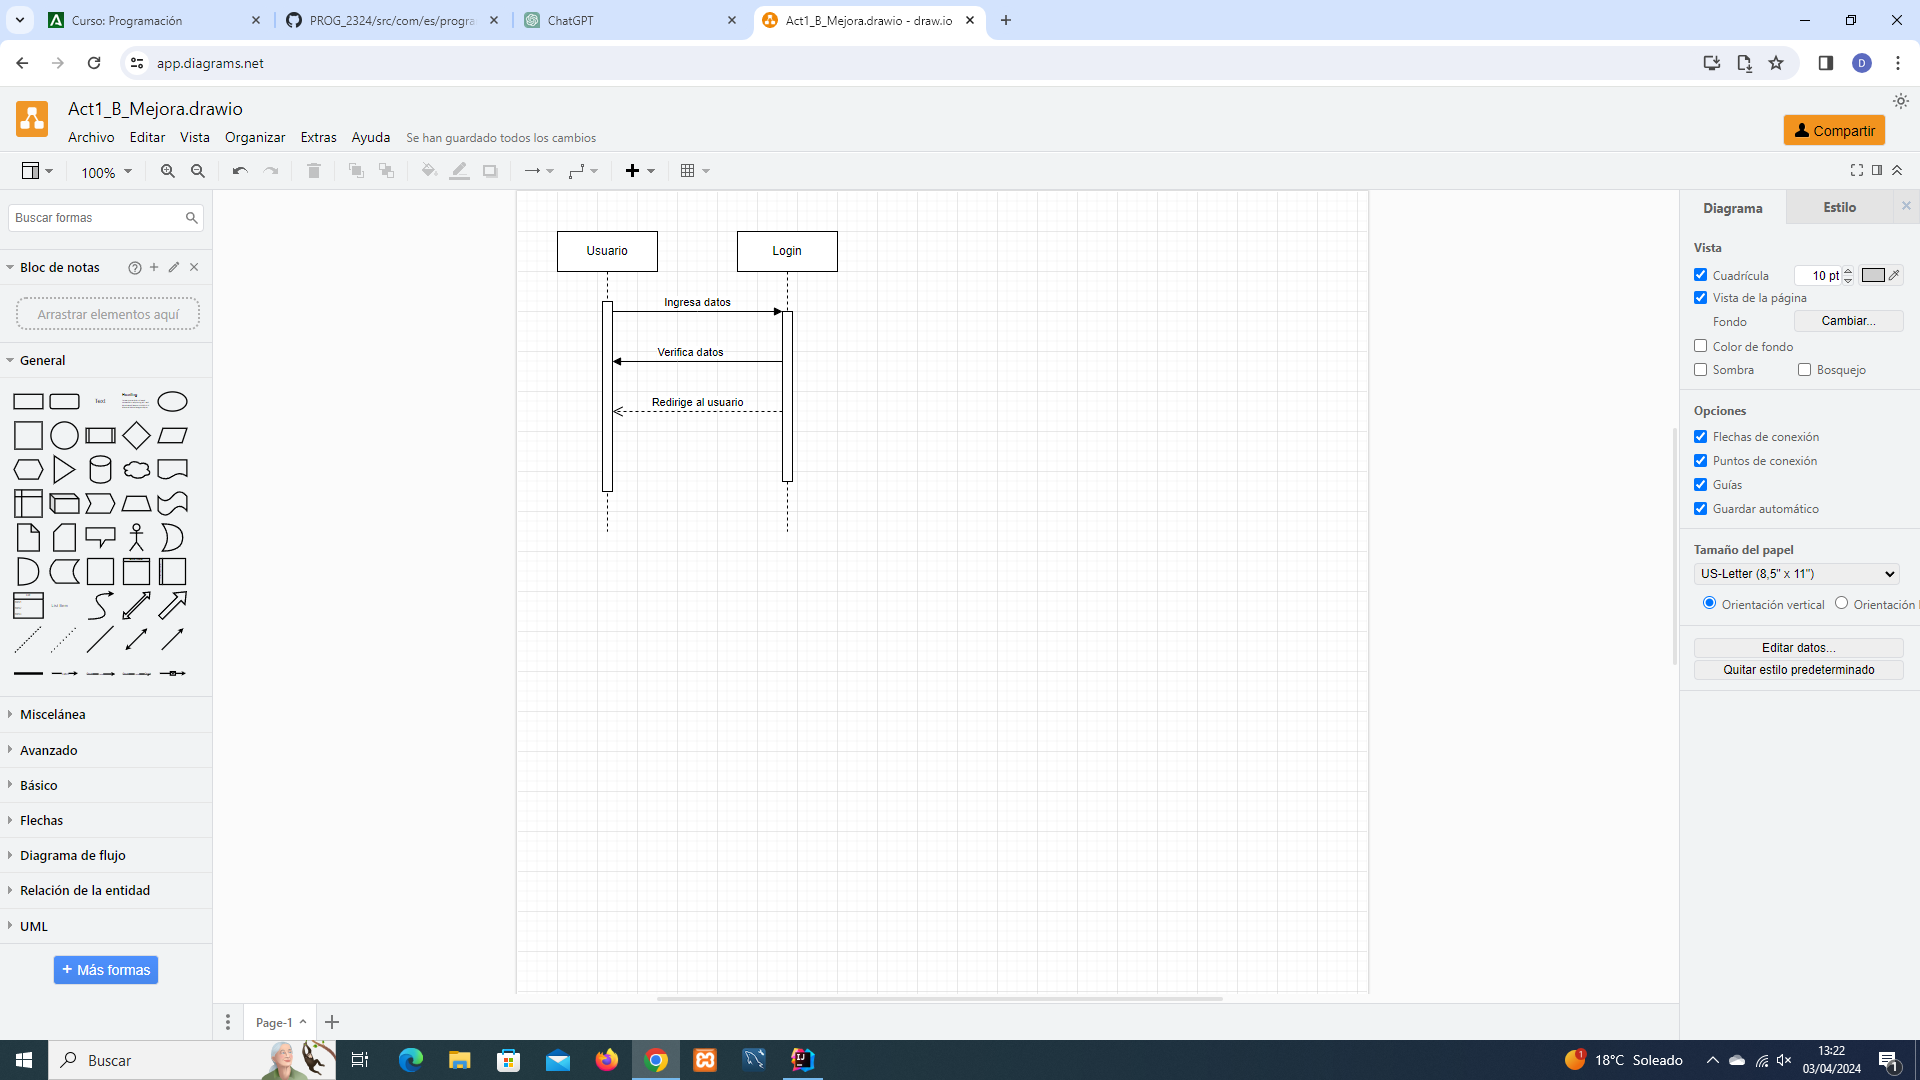 Curso: Programación
PROG_2324/src/com/es/progra
ChatGPT
Act1_B_Mejora.drawio - draw.io
app.diagrams.net
D
Act1_B_Mejora.drawio
Archivo Editar Vista Organizar Extras Ayuda Se han guardado todos los cambios
Compartir
100%
Buscar formas
Bloc de notas
Arrastrar elementos aquí
General
Text
Heading
List Item
Miscelánea
Avanzado
Básico
Flechas
Diagrama de flujo
Relación de la entidad
UML
+ Más formas
Usuario
Login
Ingresa datos
Verifica datos
Redirige al usuario
Page-1
Diagrama
Estilo
Vista
Cuadrícula
10 pt
Vista de la página
Fondo
Cambiar...
Color de fondo
Sombra
Bosquejo
Opciones
Flechas de conexión
Puntos de conexión
Guías
Guardar automático
Tamaño del papel
US-Letter (8,5" x 11")
Orientación vertical
Orientación
Editar datos...
Quitar estilo predeterminado
Buscar
1
18°C Soleado
13:22
03/04/2024
1